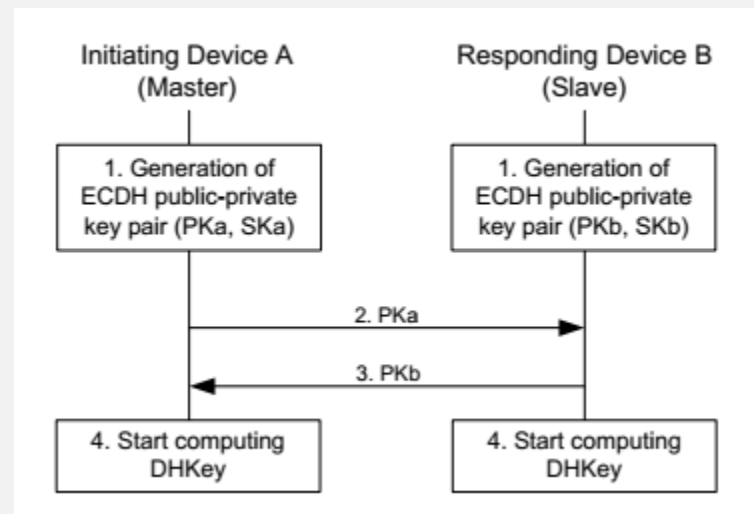 Initiating Device A
(Master)
Responding Device B
(Slave)
1. Generation of
ECDH public-private
key pair (PKa, SKa)
1. Generation of
ECDH public-private
key pair (PKb, SKb)
2. PKa
3. PKb
4. Start computing
DHKey
4. Start computing
DHKey